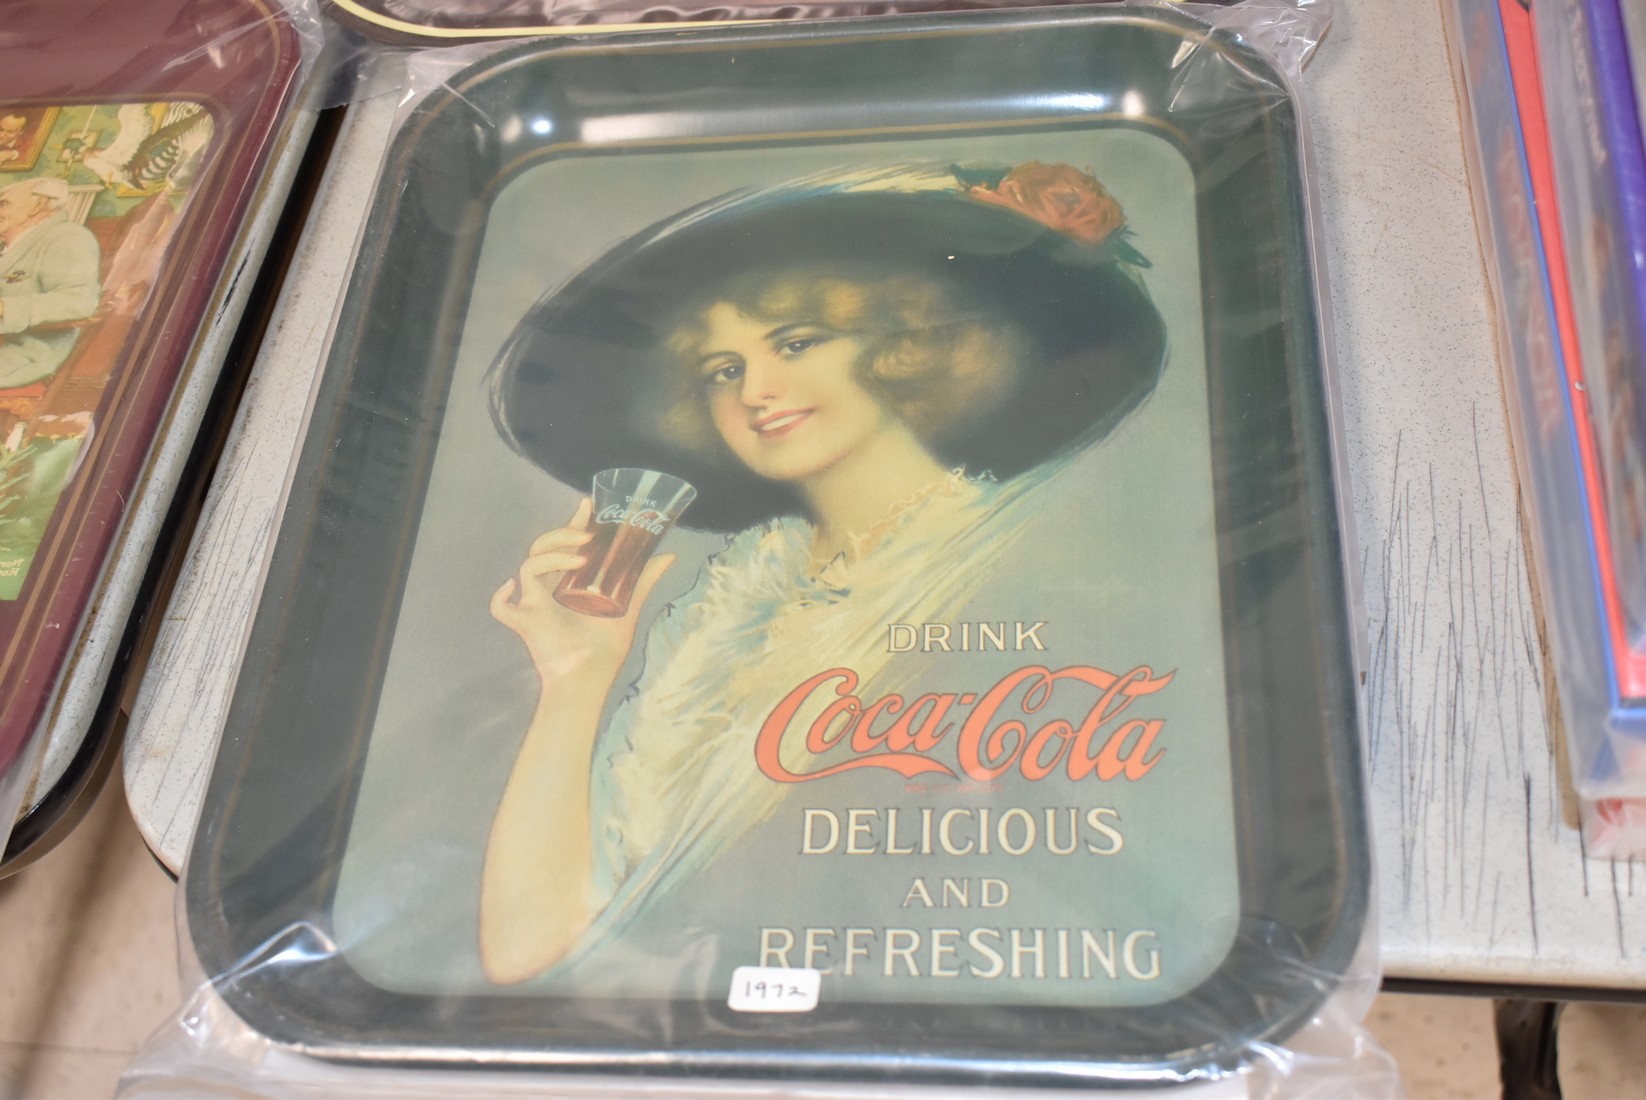 DRINK
Coca-Cola
DRINK
Coca-Cola
DELICIOUS
AND
REFRESHING
1972